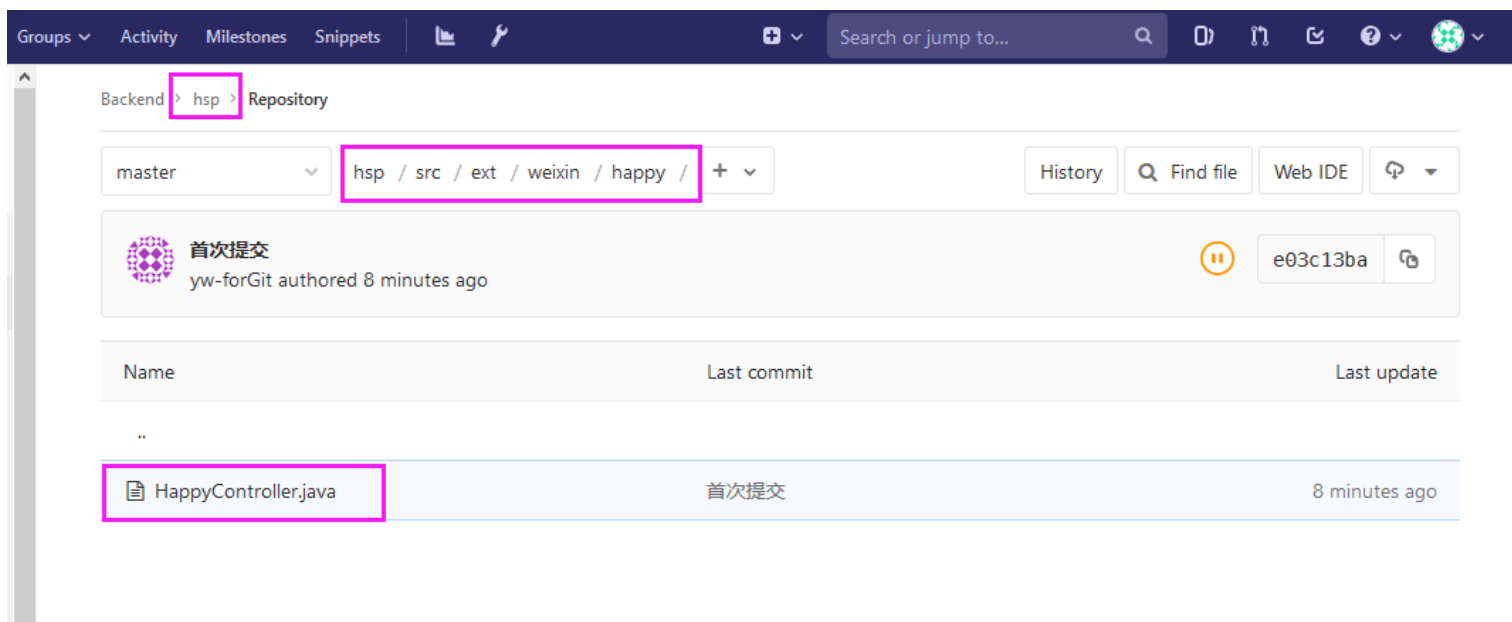 Groups Activity Milestones Snippets Search or jump to...
Backend > hsp > Repository
master hsp / src / ext / weixin / happy / + History Find file Web IDE
首次提交
yw-forGit authored 8 minutes ago
e03c13ba
Name Last commit Last update
..
HappyController.java 首次提交 8 minutes ago